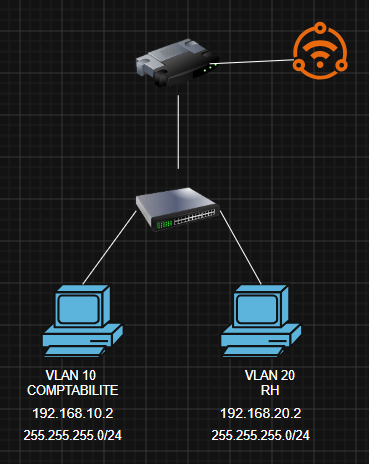 VLAN 10
COMPTABILITE
192.168.10.2
255.255.255.0/24
VLAN 20
RH
192.168.20.2
255.255.255.0/24